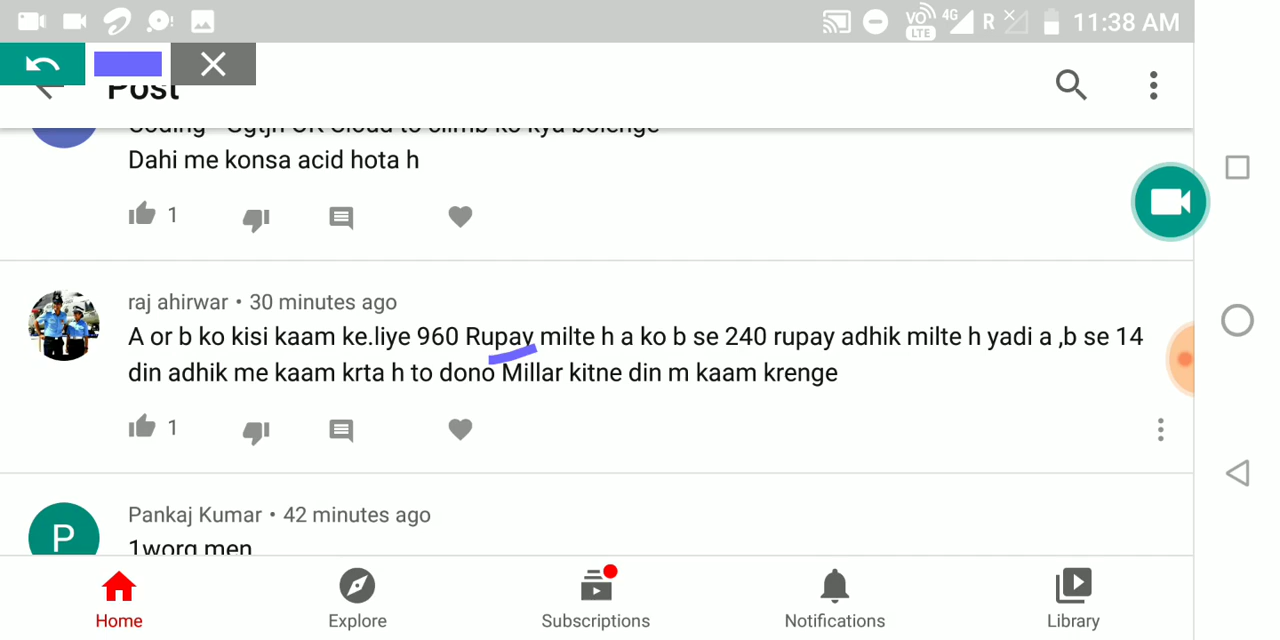 VO LTE 4G R 11:38 AM
Post
Dahi me konsa acid hota h
1
raj ahirwar • 30 minutes ago
A or b ko kisi kaam ke.liye 960 Rupay milte h a ko b se 240 rupay adhik milte h yadi a ,b se 14
din adhik me kaam krta h to dono Millar kitne din m kaam krenge
1
Pankaj Kumar • 42 minutes ago
P
1worg men
Home Explore Subscriptions Notifications Library